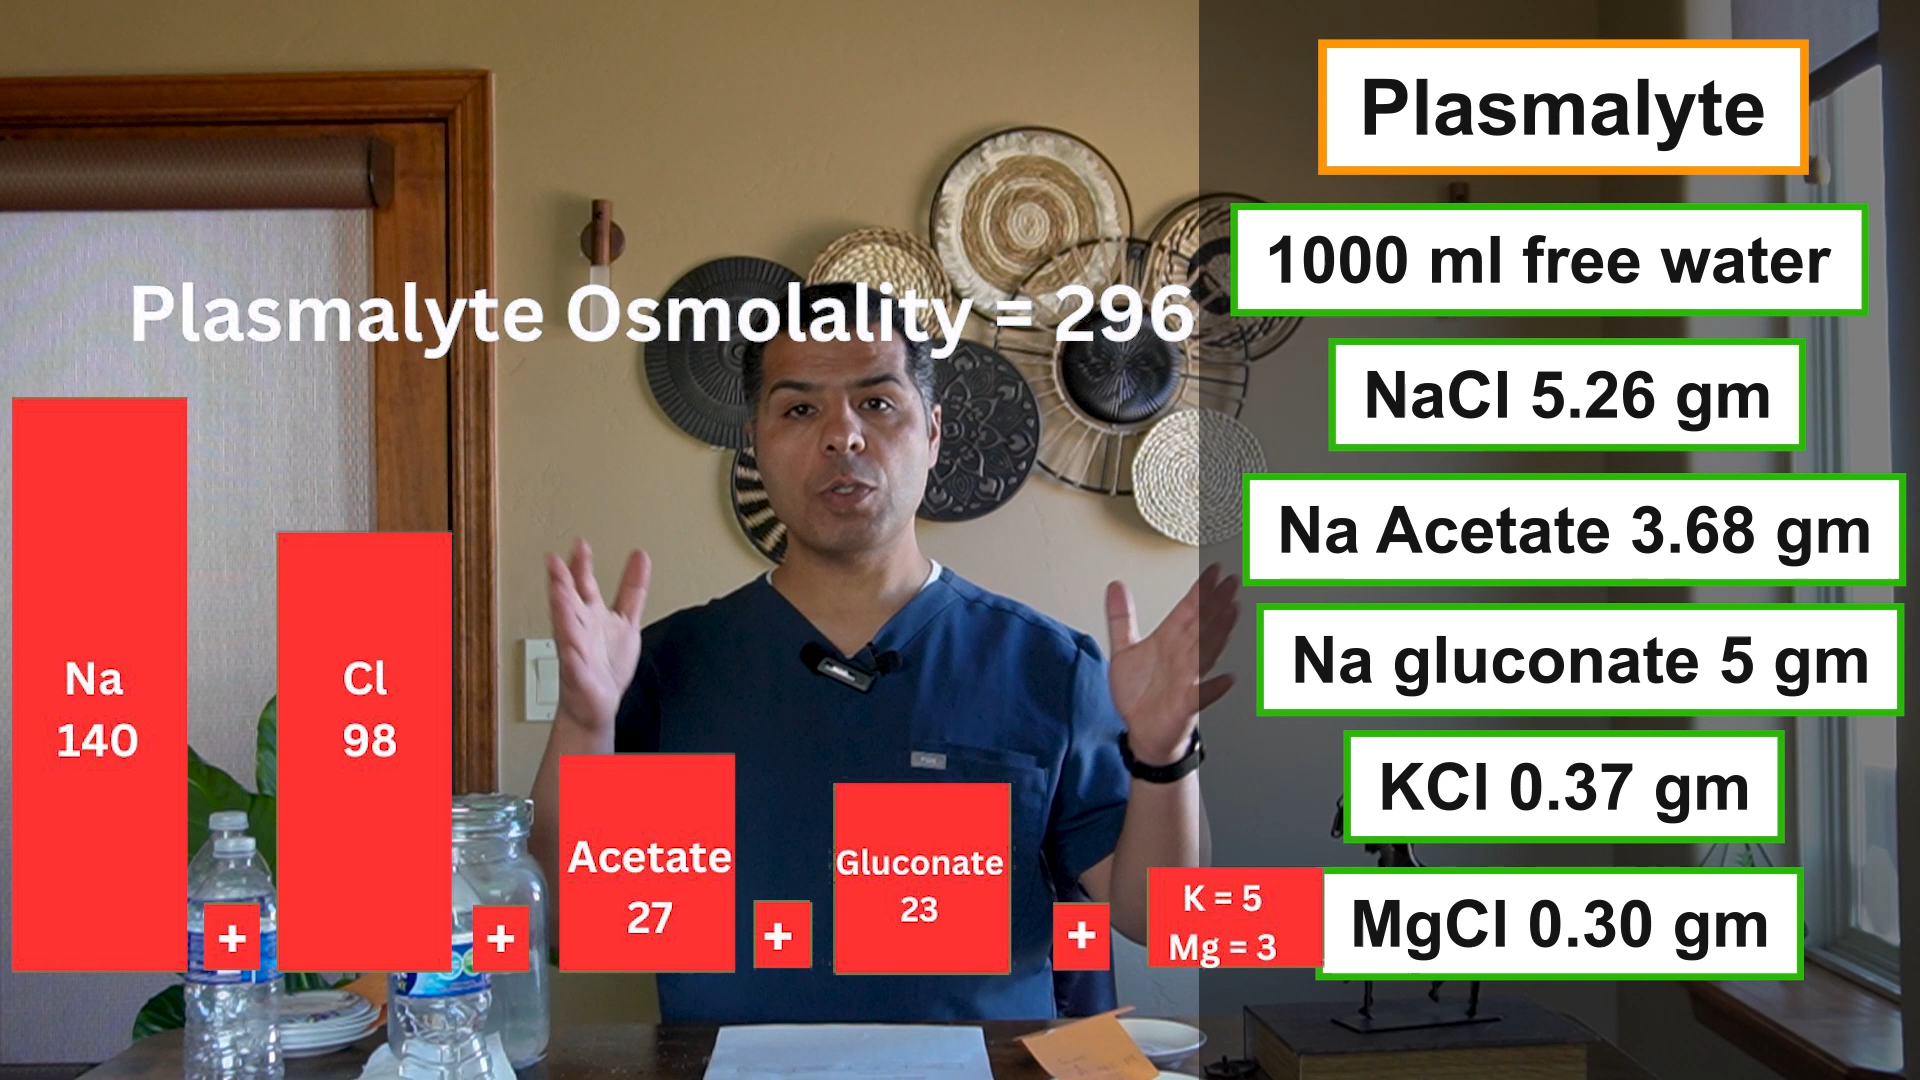 Plasmalyte
1000 ml free water
Plasmalyte Osmolality = 296
NaCl 5.26 gm
Na Acetate 3.68 gm
Na gluconate 5 gm
KCl 0.37 gm
MgCl 0.30 gm
Na
140
+
Cl
98
+
Acetate
27
+
Gluconate
23
+
K = 5
Mg = 3